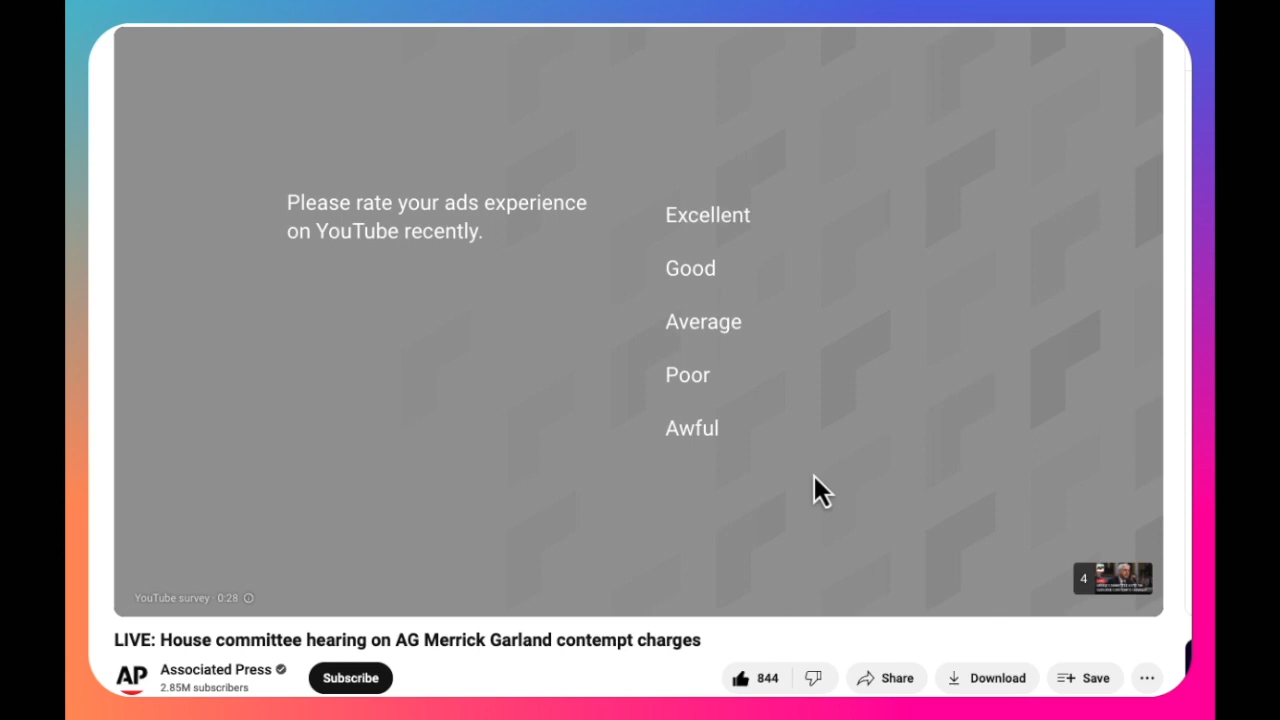 Please rate your ads experience
on YouTube recently.
Excellent
Good
Average
Poor
Awful
YouTube survey · 0:28
4
LIVE: House committee hearing on AG Merrick Garland contempt charges
AP
Associated Press
2.85M subscribers
Subscribe
844
Share
Download
Save